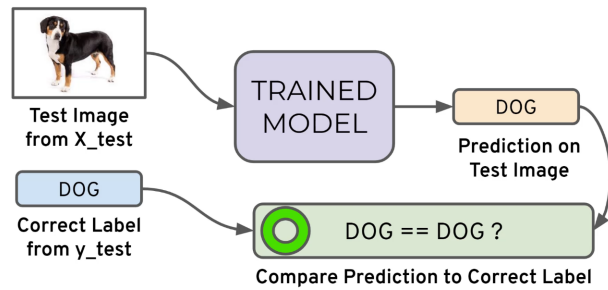 TRAINED
MODEL
DOG
Test Image
from X_test
Prediction on
Test Image
DOG
Correct Label
from y_test
DOG == DOG ?
Compare Prediction to Correct Label